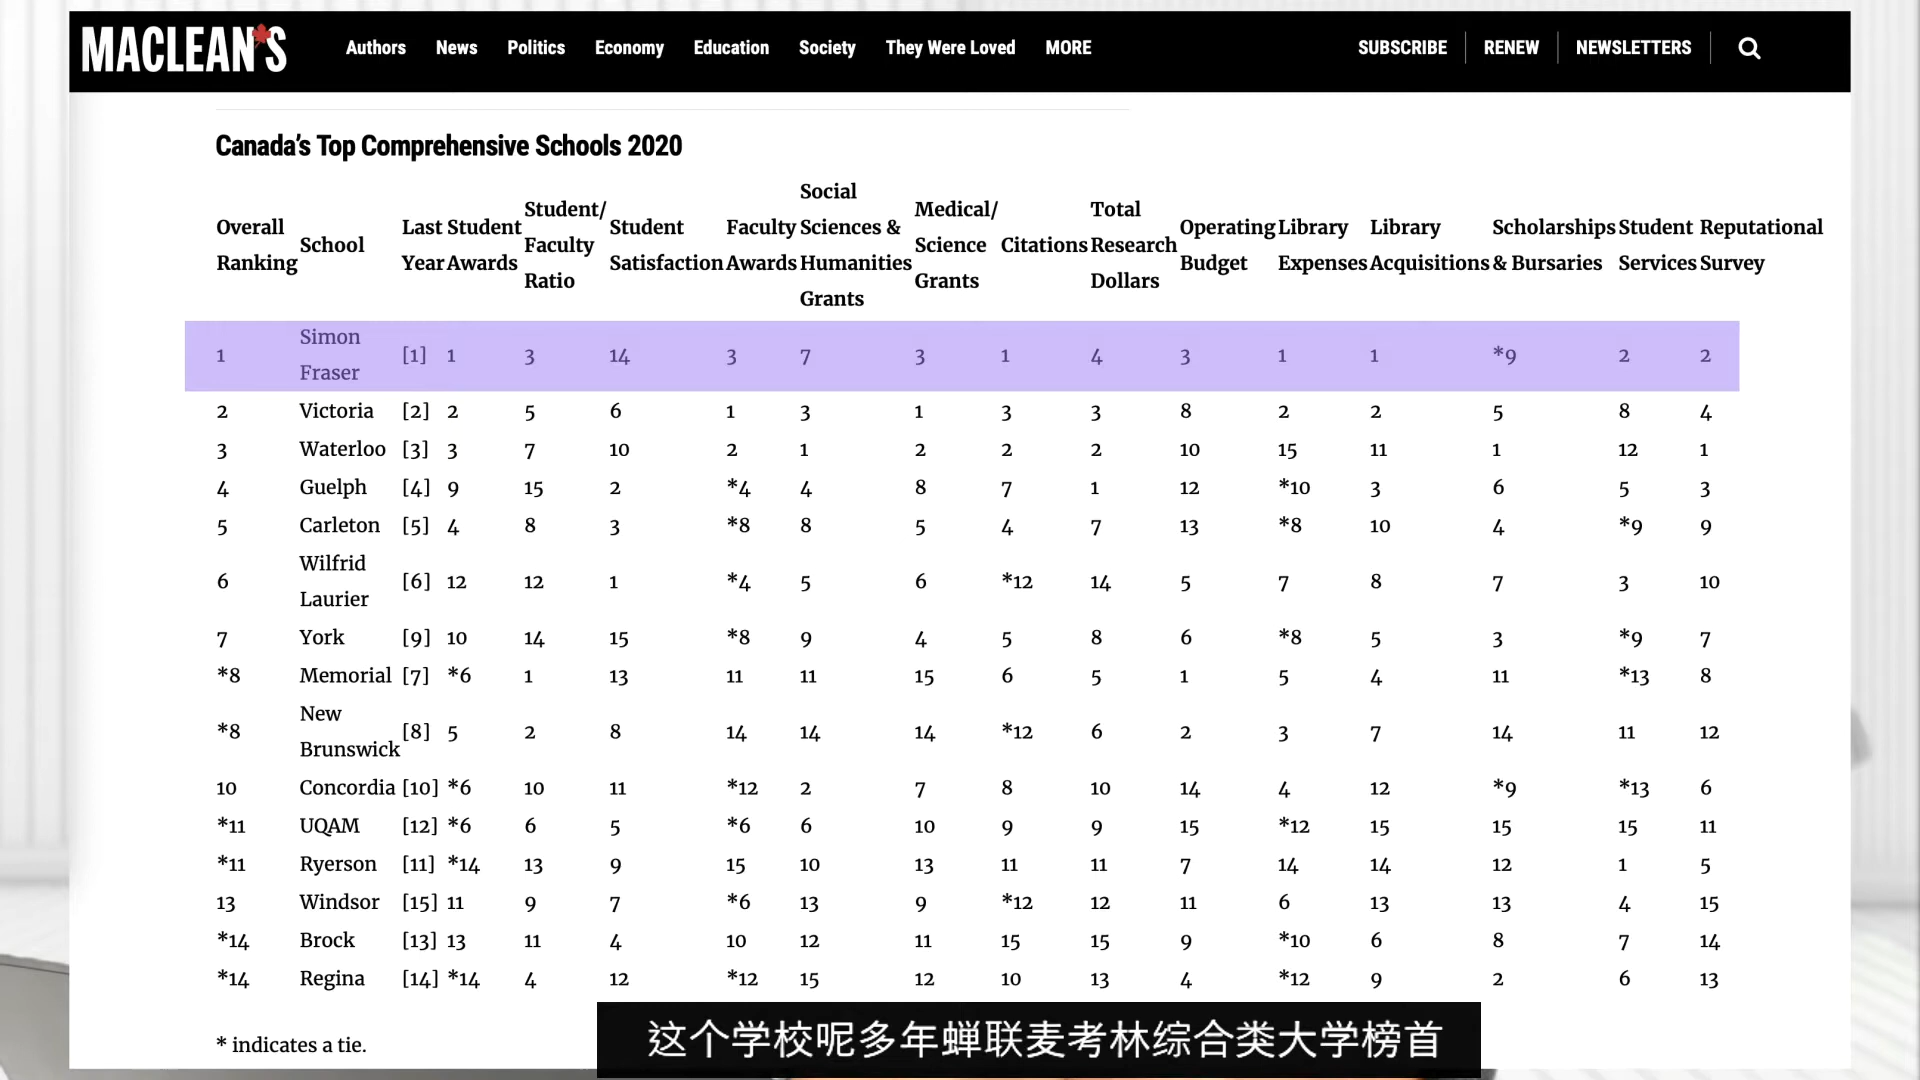 MACLEAN'S Authors News Politics Economy Education Society They Were Loved MORE SUBSCRIBE RENEW NEWSLETTERS
Canada's Top Comprehensive Schools 2020
Overall Ranking School Last Year Student Awards Student/ Faculty Ratio Student Satisfaction Faculty Awards Social Sciences & Humanities Grants Medical/ Science Grants Citations Total Research Dollars Operating Budget Library Expenses Library Acquisitions Scholarships & Bursaries Student Services Reputational Survey
1 Simon Fraser [1] 1 3 14 3 7 3 1 4 3 1 1 *9 2 2
2 Victoria [2] 2 5 6 1 3 1 3 3 8 2 2 5 8 4
3 Waterloo [3] 3 7 10 2 1 2 2 2 10 15 11 1 12 1
4 Guelph [4] 9 15 2 *4 4 8 7 1 12 *10 3 6 5 3
5 Carleton [5] 4 8 3 *8 8 5 4 7 13 *8 10 4 *9 9
6 Wilfrid Laurier [6] 12 12 1 *4 5 6 *12 14 5 7 8 7 3 10
7 York [9] 10 14 15 *8 9 4 5 8 6 *8 5 3 *9 7
*8 Memorial [7] *6 1 13 11 11 15 6 5 1 5 4 11 *13 8
*8 New Brunswick [8] 5 2 8 14 14 14 *12 6 2 3 7 14 11 12
10 Concordia [10] *6 10 11 *12 2 7 8 10 14 4 12 *9 *13 6
*11 UQAM [12] *6 6 5 *6 6 10 9 9 15 *12 15 15 15 11
*11 Ryerson [11] *14 13 9 15 10 13 11 11 7 14 14 12 1 5
13 Windsor [15] 11 9 7 *6 13 9 *12 12 11 6 13 13 4 15
*14 Brock [13] 13 11 4 10 12 11 15 15 9 *10 6 8 7 14
*14 Regina [14] *14 4 12 *12 15 12 10 13 4 *12 9 2 6 13
* indicates a tie.
这个学校呢多年蝉联麦考林综合类大学榜首